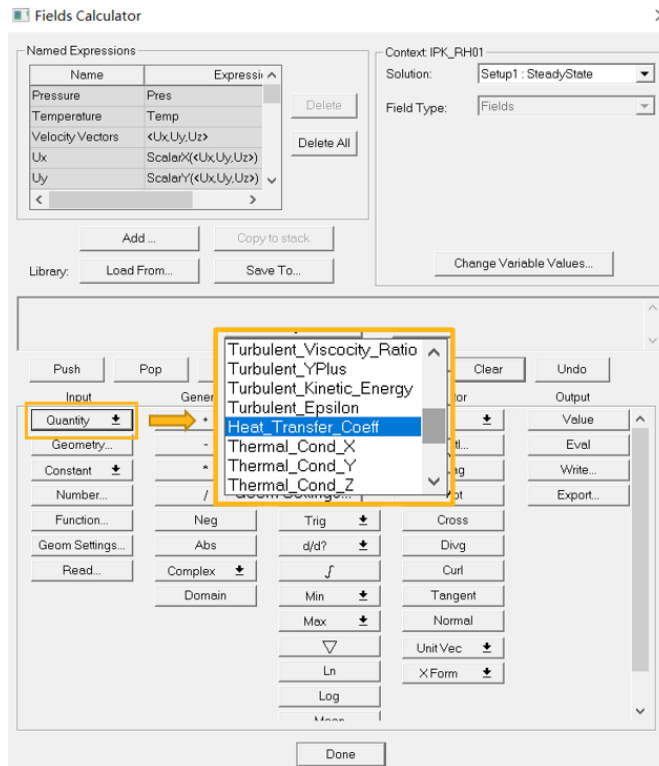 Fields Calculator
Named Expressions
Name Expressi
Pressure Pres
Temperature Temp
Velocity Vectors <Ux,Uy,Uz>
Ux ScalarX(<Ux,Uy,Uz>)
Uy ScalarY(<Ux,Uy,Uz>)
Delete
Delete All
Add ...
Copy to stack
Library:
Load From...
Save To...
Context: IPK_RH01
Solution: Setup1 : SteadyState
Field Type: Fields
Change Variable Values...
Push
Pop
Clear
Undo
Input
Quantity
Geometry...
Constant
Number...
Function...
Geom Settings...
Read...
Gener
+
-
*
/
Neg
Abs
Complex
Domain
Turbulent_Viscocity_Ratio
Turbulent_YPlus
Turbulent_Kinetic_Energy
Turbulent_Epsilon
Heat_Transfer_Coeff
Thermal_Cond_X
Thermal_Cond_Y
Thermal_Cond_Z
Trig
d/d?
∫
Min
Max
▽
Ln
Log
Cross
Divg
Curl
Tangent
Normal
Unit Vec
XForm
Output
Value
Eval
Write...
Export...
Done